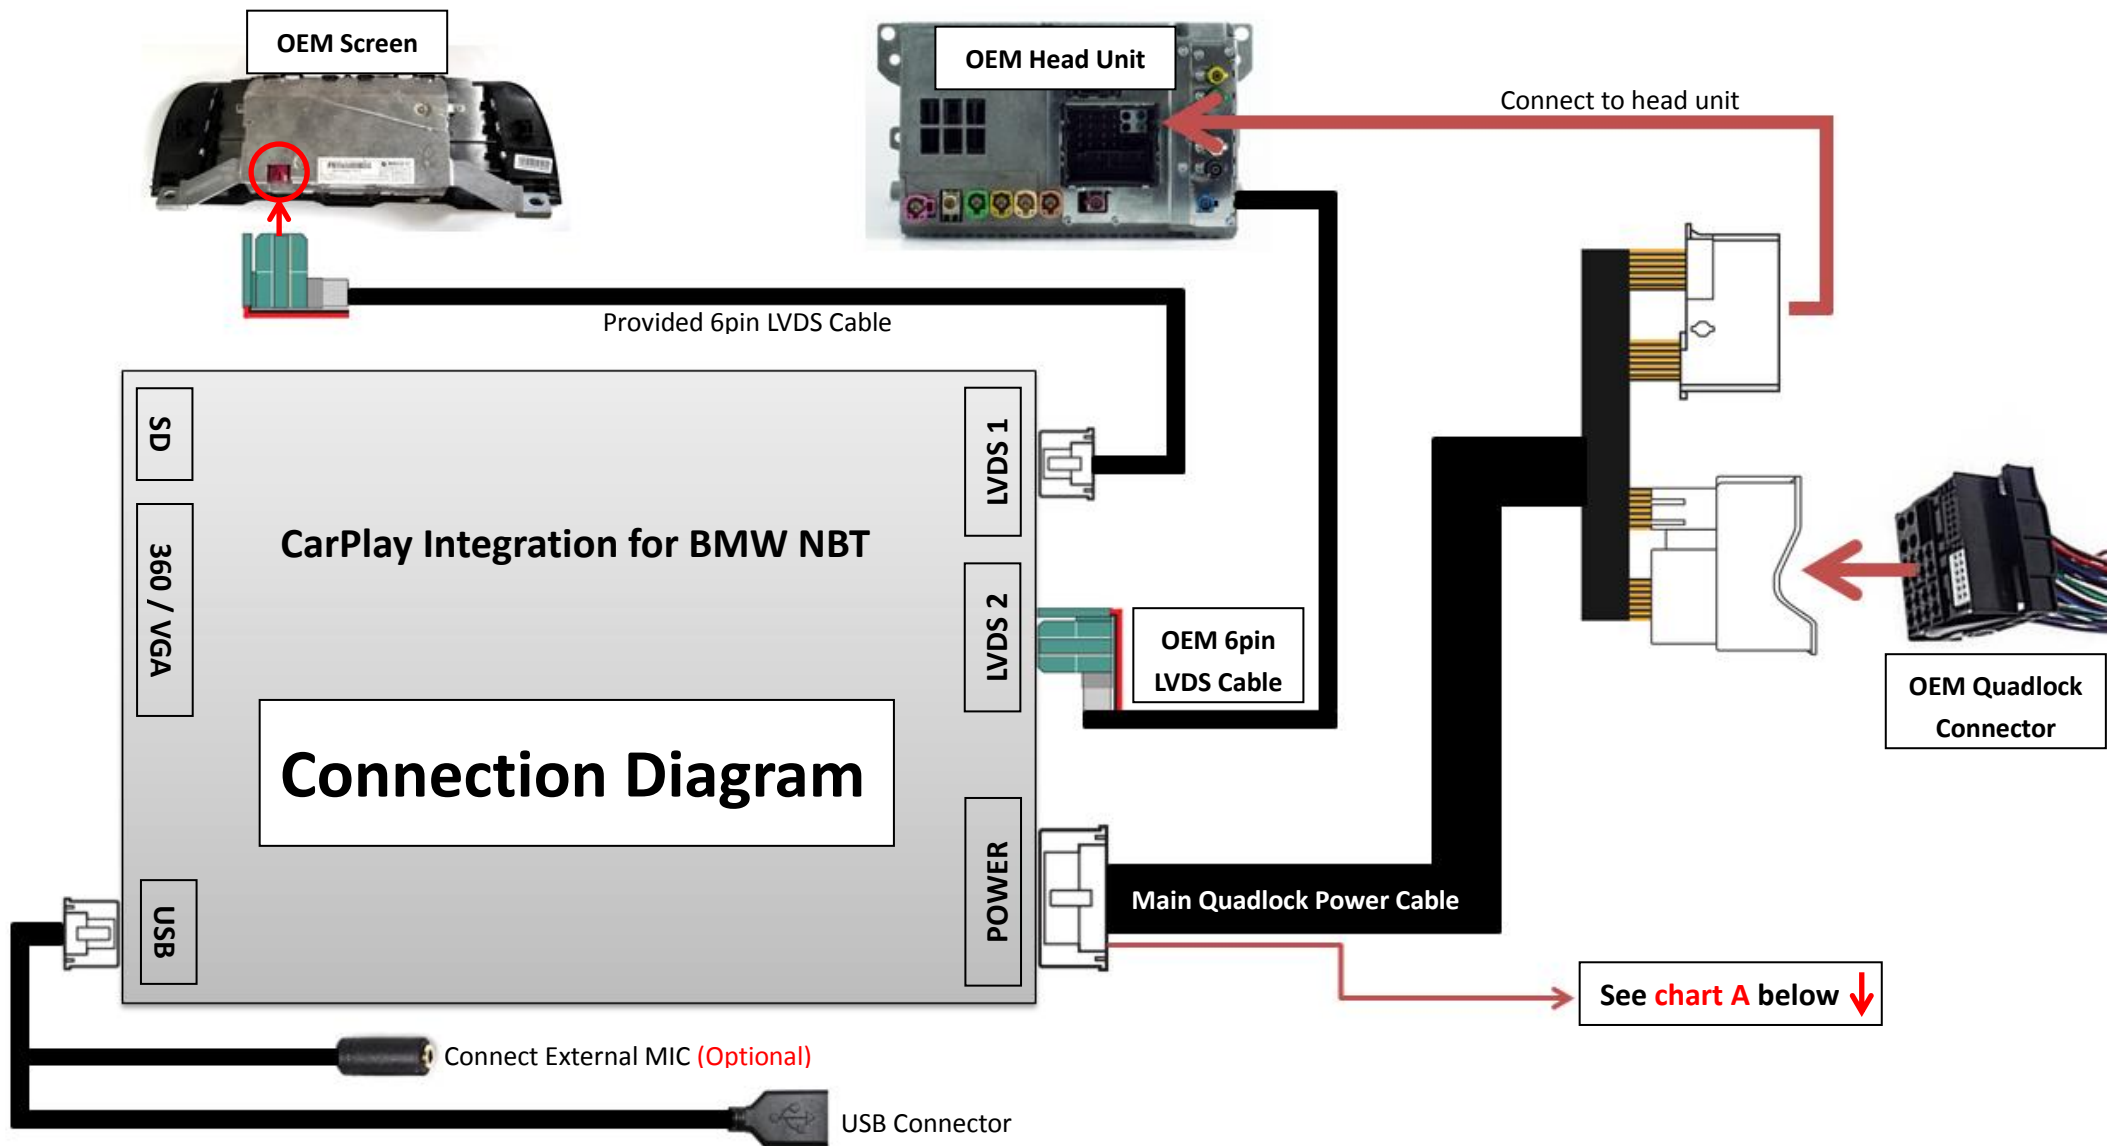 OEM Screen
OEM Head Unit
Connect to head unit
Provided 6pin LVDS Cable
SD
LVDS 1
360 / VGA
CarPlay Integration for BMW NBT
LVDS 2
OEM 6pin
LVDS Cable
OEM Quadlock
Connector
Connection Diagram
POWER
Main Quadlock Power Cable
USB
See chart A below
Connect External MIC (Optional)
USB Connector